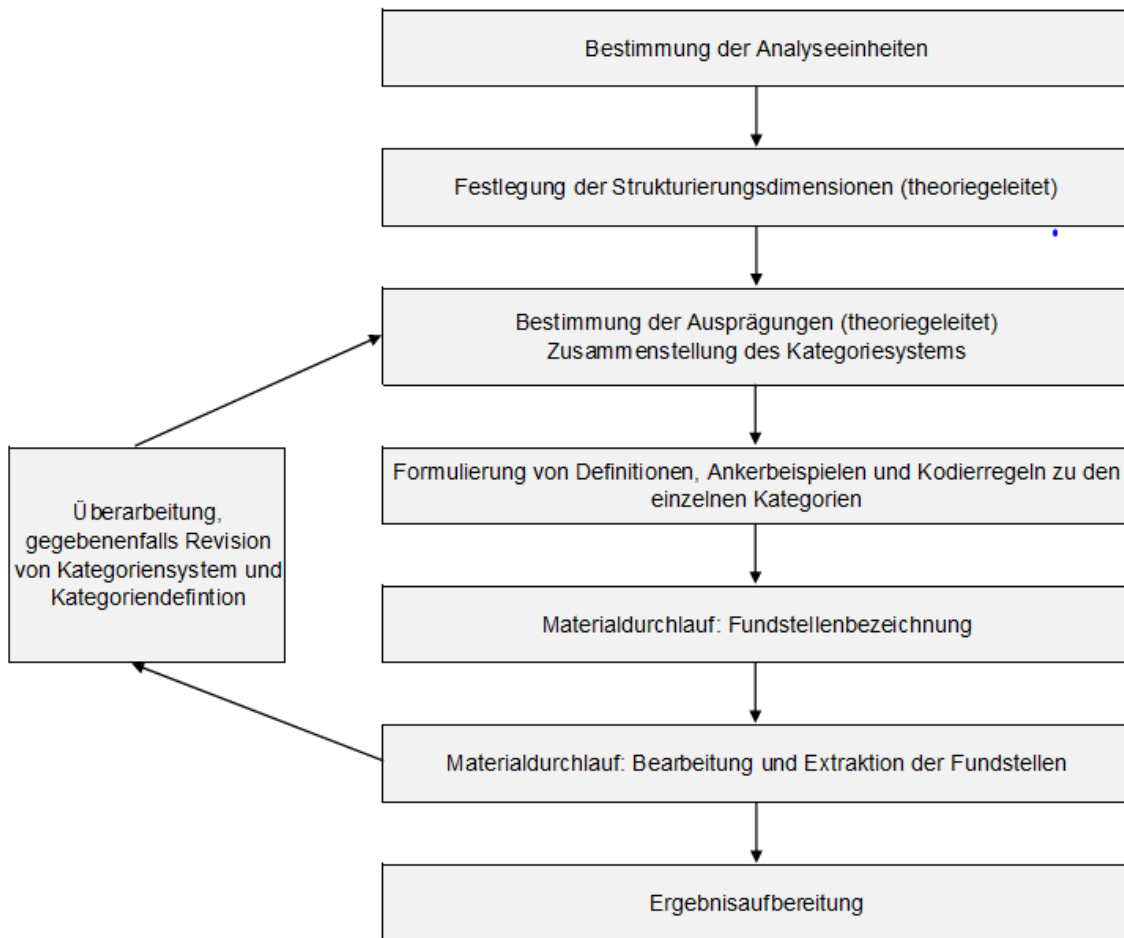 Bestimmung der Analyseeinheiten
Festlegung der Strukturierungsdimensionen (theoriegeleitet)
Bestimmung der Ausprägungen (theoriegeleitet)
Zusammenstellung des Kategoriesystems
Formulierung von Definitionen, Ankerbeispielen und Kodierregeln zu den
einzelnen Kategorien
Überarbeitung,
gegebenenfalls Revision
von Kategoriensystem und
Kategoriendefintion
Materialdurchlauf: Fundstellenbezeichnung
Materialdurchlauf: Bearbeitung und Extraktion der Fundstellen
Ergebnisaufbereitung